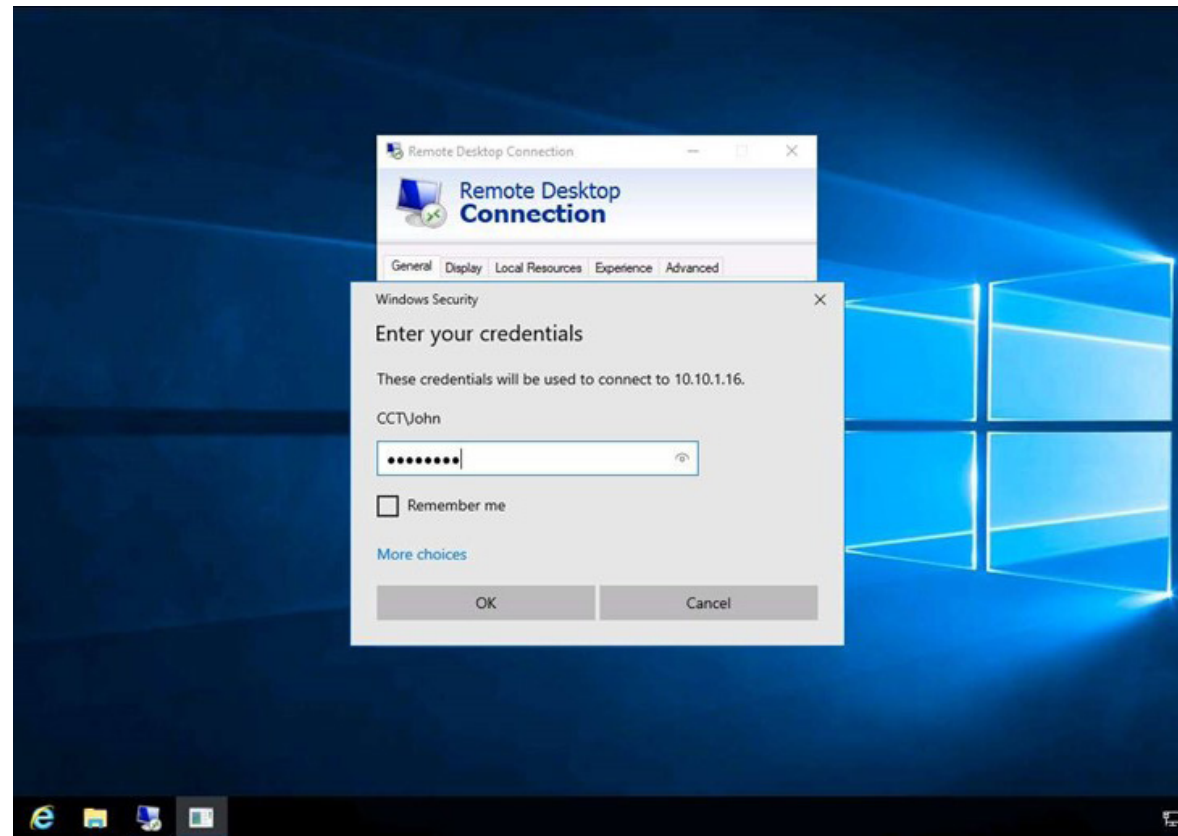 Remote Desktop Connection
Remote Desktop
Connection
General Display Local Resources Experience Advanced
Windows Security
Enter your credentials
These credentials will be used to connect to 10.10.1.16.
CCT\John
••••••••
Remember me
More choices
OK Cancel